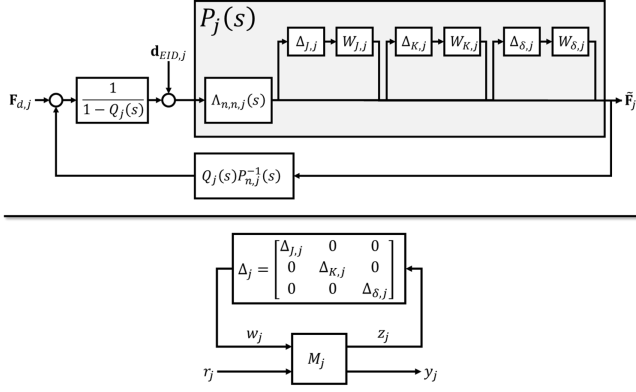 P_j(s)
d_{EID,j}
Δ_{J,j} W_{J,j} Δ_{K,j} W_{K,j} Δ_{δ,j} W_{δ,j}
F_{d,j} 1 / 1 − Q_j(s) Λ_{n,n,j}(s) F̃_j
Q_j(s)P_{n,j}^{-1}(s)
Δ_j = [Δ_{J,j} 0 0
0 Δ_{K,j} 0
0 0 Δ_{δ,j}]
w_j z_j
r_j M_j y_j